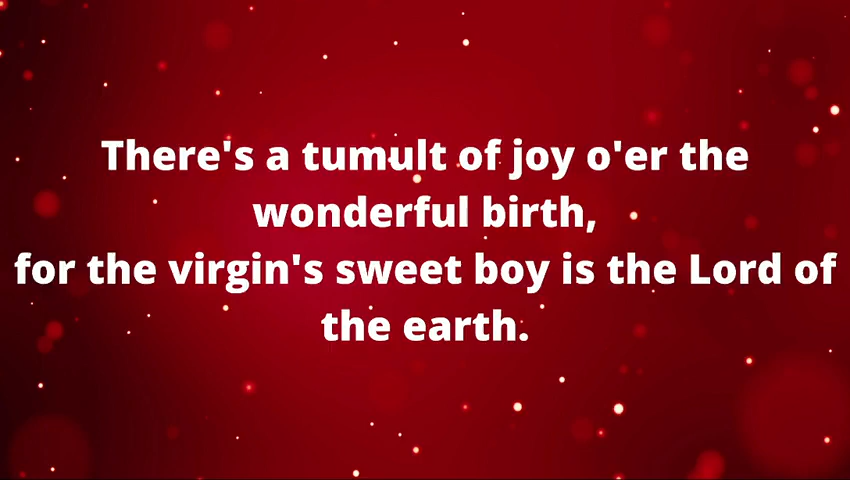 There's a tumult of joy o'er the
wonderful birth,
for the virgin's sweet boy is the Lord of
the earth.